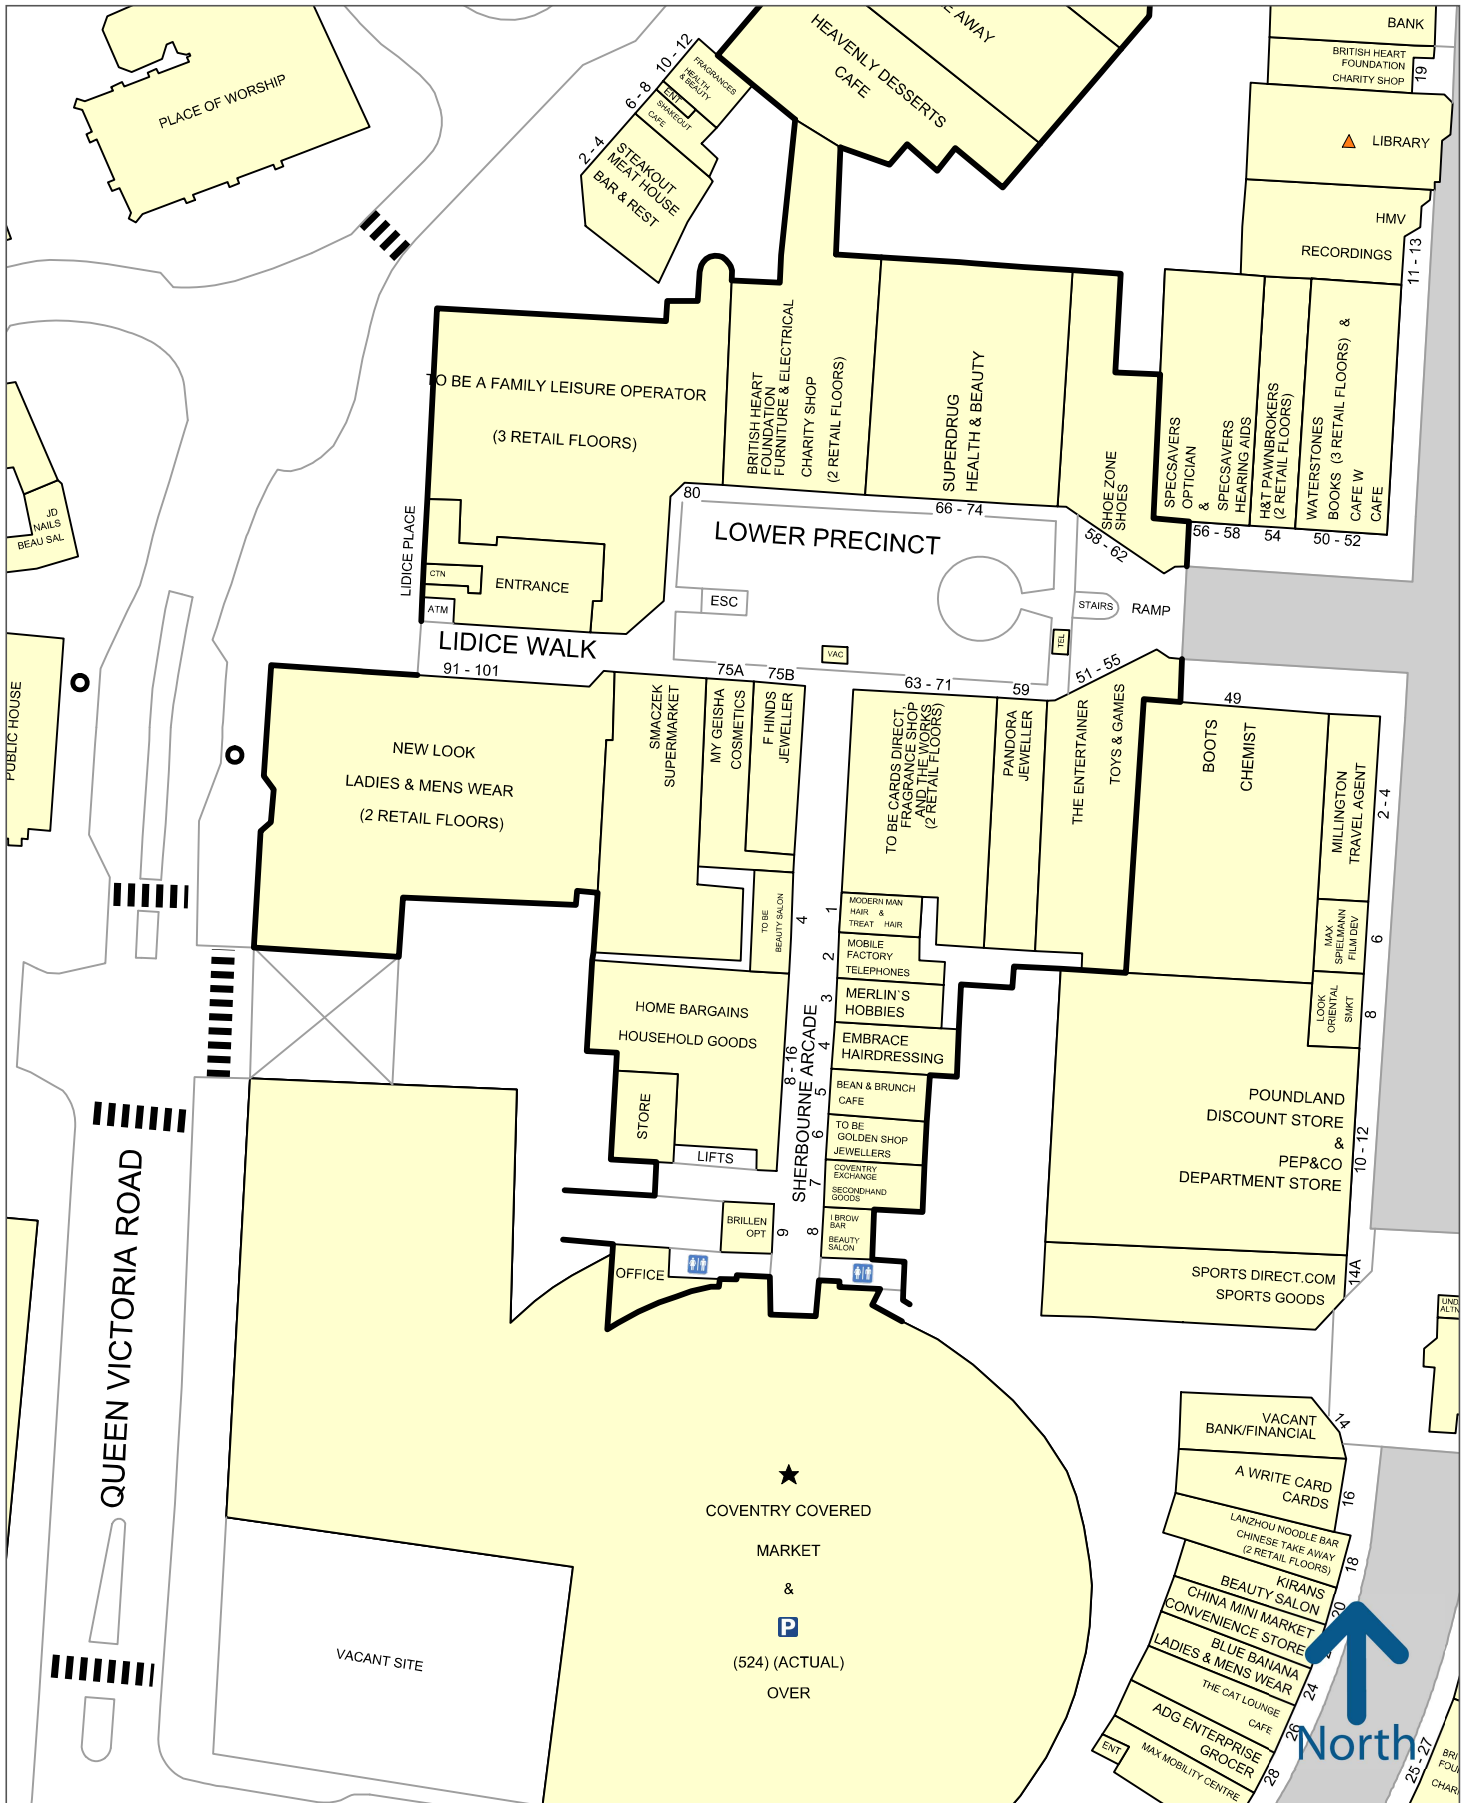 PLACE OF WORSHIP
10 - 12
6 - 8
2 - 4
FRAGRANCES
HEALTH
& BEAUTY
ENT
SHAKEOUT
CAFE
STEAKOUT
MEAT HOUSE
BAR & REST
E AWAY
HEAVENLY DESSERTS
CAFE
BANK
BRITISH HEART
FOUNDATION
CHARITY SHOP
19
LIBRARY
HMV
RECORDINGS
11 - 13
TO BE A FAMILY LEISURE OPERATOR
(3 RETAIL FLOORS)
BRITISH HEART
FOUNDATION
FURNITURE & ELECTRICAL
CHARITY SHOP
(2 RETAIL FLOORS)
SUPERDRUG
HEALTH & BEAUTY
SHOE ZONE
SHOES
SPECSAVERS
OPTICIAN
&
SPECSAVERS
HEARING AIDS
H&T PAWNBROKERS
(2 RETAIL FLOORS)
WATERSTONES
BOOKS (3 RETAIL FLOORS) &
CAFE W
CAFE
80
66 - 74
58 - 62
56 - 58
54
50 - 52
JD
NAILS
BEAU SAL
LIDICE PLACE
CTN
ENTRANCE
ATM
LOWER PRECINCT
ESC
STAIRS
RAMP
TEL
VAC
LIDICE WALK
91 - 101
75A
75B
63 - 71
59
51 - 55
49
PUBLIC HOUSE
NEW LOOK
LADIES & MENS WEAR
(2 RETAIL FLOORS)
SMACZEK
SUPERMARKET
MY GEISHA
COSMETICS
F HINDS
JEWELLER
TO BE CARDS DIRECT,
FRAGRANCE SHOP
AND THE WORKS
(2 RETAIL FLOORS)
PANDORA
JEWELLER
THE ENTERTAINER
TOYS & GAMES
BOOTS
CHEMIST
MILLINGTON
TRAVEL AGENT
2 - 4
MAX
SPIELMANN
FILM DEV
6
LOOK
ORIENTAL
SMKT
8
TO BE
BEAUTY SALON
4
1
MODERN MAN
HAIR &
TREAT HAIR
2
MOBILE
FACTORY
TELEPHONES
3
MERLIN`S
HOBBIES
4
EMBRACE
HAIRDRESSING
5
BEAN & BRUNCH
CAFE
6
TO BE
GOLDEN SHOP
JEWELLERS
7
COVENTRY
EXCHANGE
SECONDHAND
GOODS
8
I BROW
BAR
BEAUTY
SALON
HOME BARGAINS
HOUSEHOLD GOODS
8 - 16
SHERBOURNE ARCADE
STORE
LIFTS
BRILLEN
OPT
9
OFFICE
POUNDLAND
DISCOUNT STORE
&
PEP&CO
DEPARTMENT STORE
10 - 12
SPORTS DIRECT.COM
SPORTS GOODS
14A
UND
ALTN
QUEEN VICTORIA ROAD
VACANT
BANK/FINANCIAL
14
A WRITE CARD
CARDS
16
LANZHOU NOODLE BAR
CHINESE TAKE AWAY
(2 RETAIL FLOORS)
18
KIRANS
BEAUTY SALON
20
CHINA MINI MARKET
CONVENIENCE STORE
BLUE BANANA
LADIES & MENS WEAR
24
THE CAT LOUNGE
CAFE
26
ADG ENTERPRISE
GROCER
28
ENT
MAX MOBILITY CENTRE
COVENTRY COVERED
MARKET
&
P
(524) (ACTUAL)
OVER
VACANT SITE
North
25 - 27
BRI
FOU
CHAR